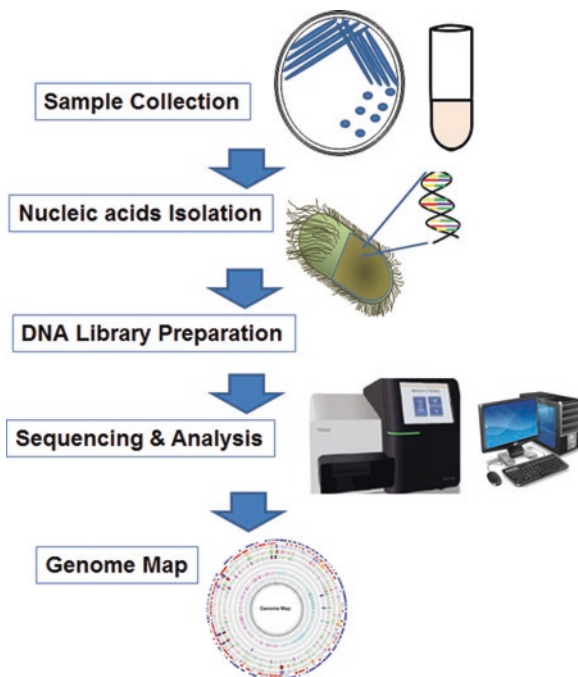 Sample Collection
Nucleic acids Isolation
DNA Library Preparation
Sequencing & Analysis
Genome Map
Genome Map